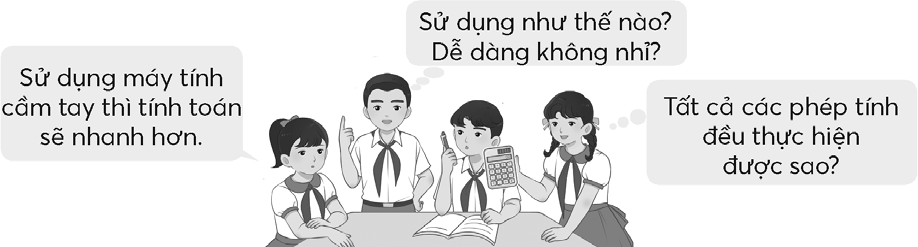 Sử dụng máy tính
cầm tay thì tính toán
sẽ nhanh hơn.
Sử dụng như thế nào?
Dễ dàng không nhỉ?
Tất cả các phép tính
đều thực hiện
được sao?